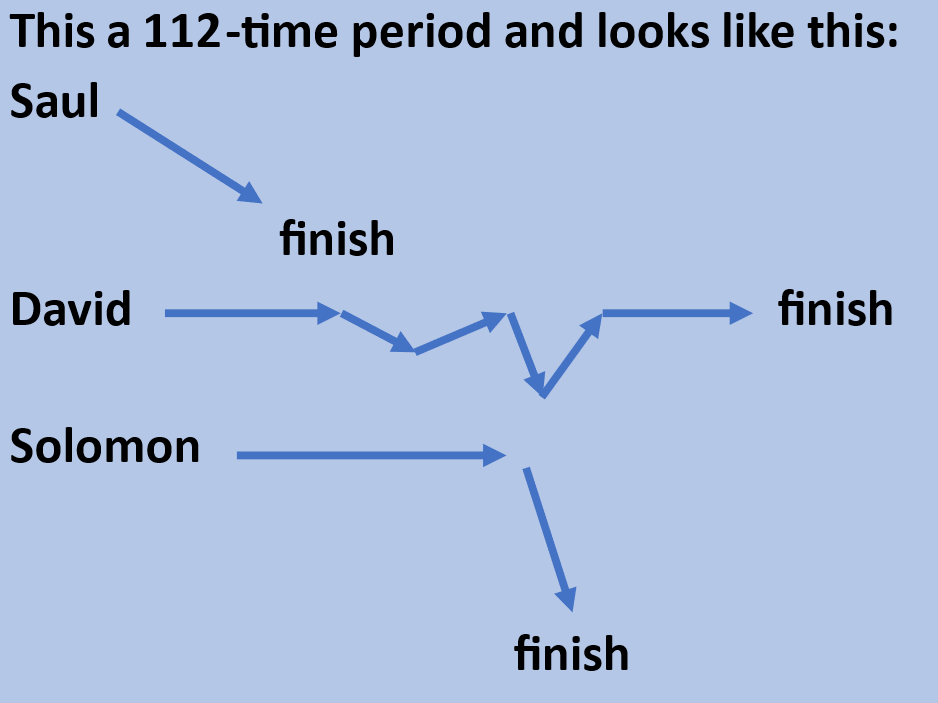 This a 112-time period and looks like this:
Saul
finish
David finish
Solomon
finish